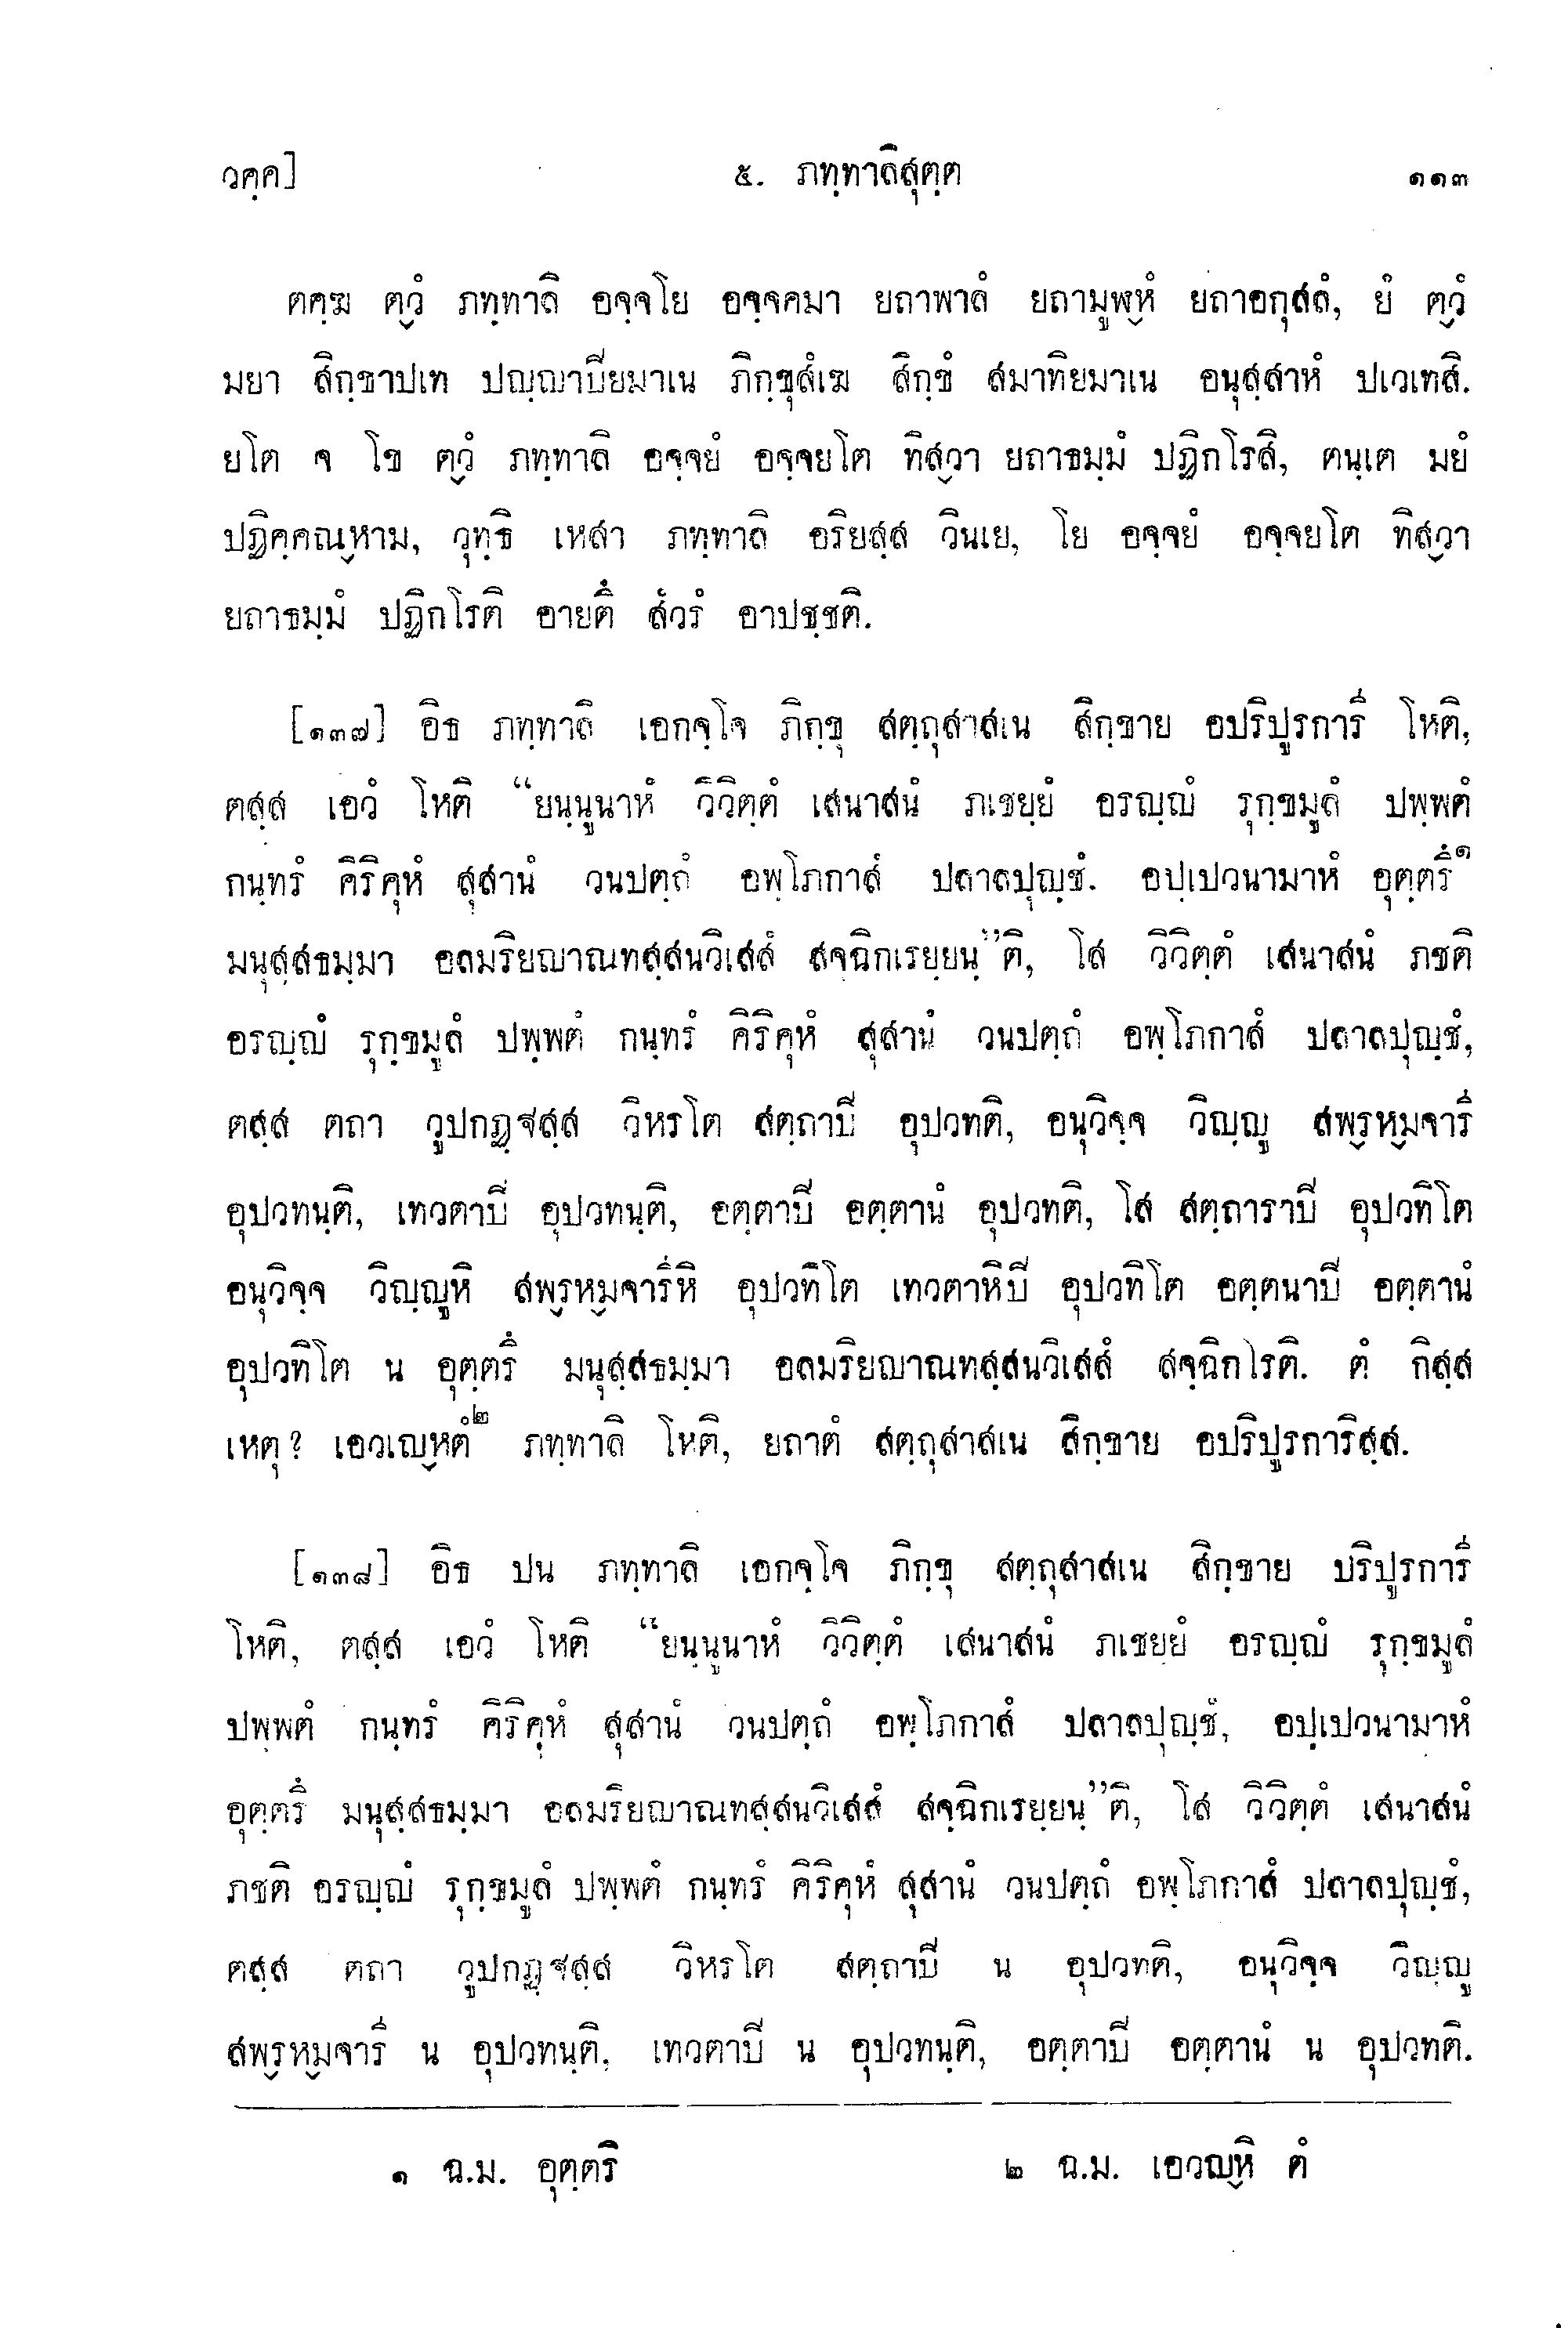 วคฺค]
๕. ภทฺทาลิสุตฺต
๑๑๓
ตคฺฆ ตฺวํ ภทฺทาลิ อจฺจโย อจฺจคมา ยถาพาลํ ยถามูฬฺหํ ยถาอกุสลํ, ยํ ตฺวํ
มยา สิกฺขาปเท ปญฺญาปิยมาเน ภิกฺขุสํเฆ สิกฺขํ สมาทิยมาเน อนุสฺสาหํ ปเวเทสิ.
ยโต จ โข ตฺวํ ภทฺทาลิ อจฺจยํ อจฺจยโต ทิสฺวา ยถาธมฺมํ ปฏิกโรสิ, ตนฺเต มยํ
ปฏิคฺคณฺหาม, วุทฺธิ เหสา ภทฺทาลิ อริยสฺส วินเย, โย อจฺจยํ อจฺจยโต ทิสฺวา
ยถาธมฺมํ ปฏิกโรติ อายตึ สํวรํ อาปชฺชติ.
[๑๓๗] อิธ ภทฺทาลิ เอกจฺโจ ภิกฺขุ สตฺถุสาสเน สิกฺขาย อปริปูรการี โหติ,
ตสฺส เอวํ โหติ “ยนฺนูนาหํ วิวิตฺตํ เสนาสนํ ภเชยฺยํ อรญฺญํ รุกฺขมูลํ ปพฺพตํ
กนฺทรํ คิริคุหํ สุสานํ วนปตฺถํ อพฺโภกาสํ ปลาลปุญฺชํ. อปฺเปวนามาหํ อุตฺตรึ๑
มนุสฺสธมฺมา อลมริยญาณทสฺสนวิเสสํ สจฺฉิกเรยฺยนฺ”ติ, โส วิวิตฺตํ เสนาสนํ ภชติ
อรญฺญํ รุกฺขมูลํ ปพฺพตํ กนฺทรํ คิริคุหํ สุสานํ วนปตฺถํ อพฺโภกาสํ ปลาลปุญฺชํ,
ตสฺส ตถา วูปกฏฺฐสฺส วิหรโต สตฺถาปิ อุปวทติ, อนุวิจฺจ วิญฺญู สพฺรหฺมจารี
อุปวทนฺติ, เทวตาปิ อุปวทนฺติ, อตฺตาปิ อตฺตานํ อุปวทติ, โส สตฺถาราปิ อุปวทิโต
อนุวิจฺจ วิญฺญูหิ สพฺรหฺมจารีหิ อุปวทิโต เทวตาหิปิ อุปวทิโต อตฺตนาปิ อตฺตานํ
อุปวทิโต น อุตฺตรึ มนุสฺสธมฺมา อลมริยญาณทสฺสนวิเสสํ สจฺฉิกโรติ. ตํ กิสฺส
เหตุ? เอวเญฺหตํ๒ ภทฺทาลิ โหติ, ยถาตํ สตฺถุสาสเน สิกฺขาย อปริปูรการิสฺส.
[๑๓๘] อิธ ปน ภทฺทาลิ เอกจฺโจ ภิกฺขุ สตฺถุสาสเน สิกฺขาย ปริปูรการี
โหติ, ตสฺส เอวํ โหติ “ยนฺนูนาหํ วิวิตฺตํ เสนาสนํ ภเชยฺยํ อรญฺญํ รุกฺขมูลํ
ปพฺพตํ กนฺทรํ คิริคุหํ สุสานํ วนปตฺถํ อพฺโภกาสํ ปลาลปุญฺชํ, อปฺเปวนามาหํ
อุตฺตรึ มนุสฺสธมฺมา อลมริยญาณทสฺสนวิเสสํ สจฺฉิกเรยฺยนฺ”ติ, โส วิวิตฺตํ เสนาสนํ
ภชติ อรญฺญํ รุกฺขมูลํ ปพฺพตํ กนฺทรํ คิริคุหํ สุสานํ วนปตฺถํ อพฺโภกาสํ ปลาลปุญฺชํ,
ตสฺส ตถา วูปกฏฺฐสฺส วิหรโต สตฺถาปิ น อุปวทติ, อนุวิจฺจ วิญฺญู
สพฺรหฺมจารี น อุปวทนฺติ, เทวตาปิ น อุปวทนฺติ, อตฺตาปิ อตฺตานํ น อุปวทติ.
๑ ฉ.ม. อุตฺตริ
๒ ฉ.ม. เอวญฺหิ ตํ